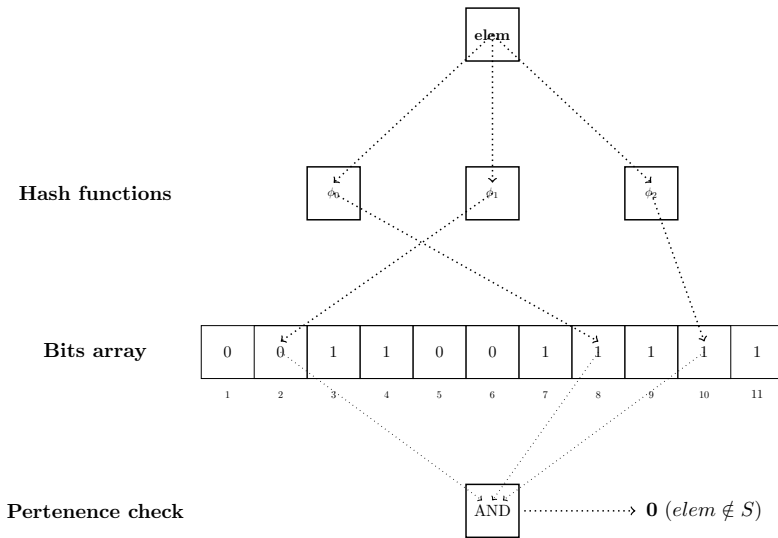 elem
Hash functions
ϕ₀ ϕ₁ ϕ₂
Bits array
0 0 1 1 0 0 1 1 1 1 1
1 2 3 4 5 6 7 8 9 10 11
Pertenence check
AND
0 (elem ∉ S)